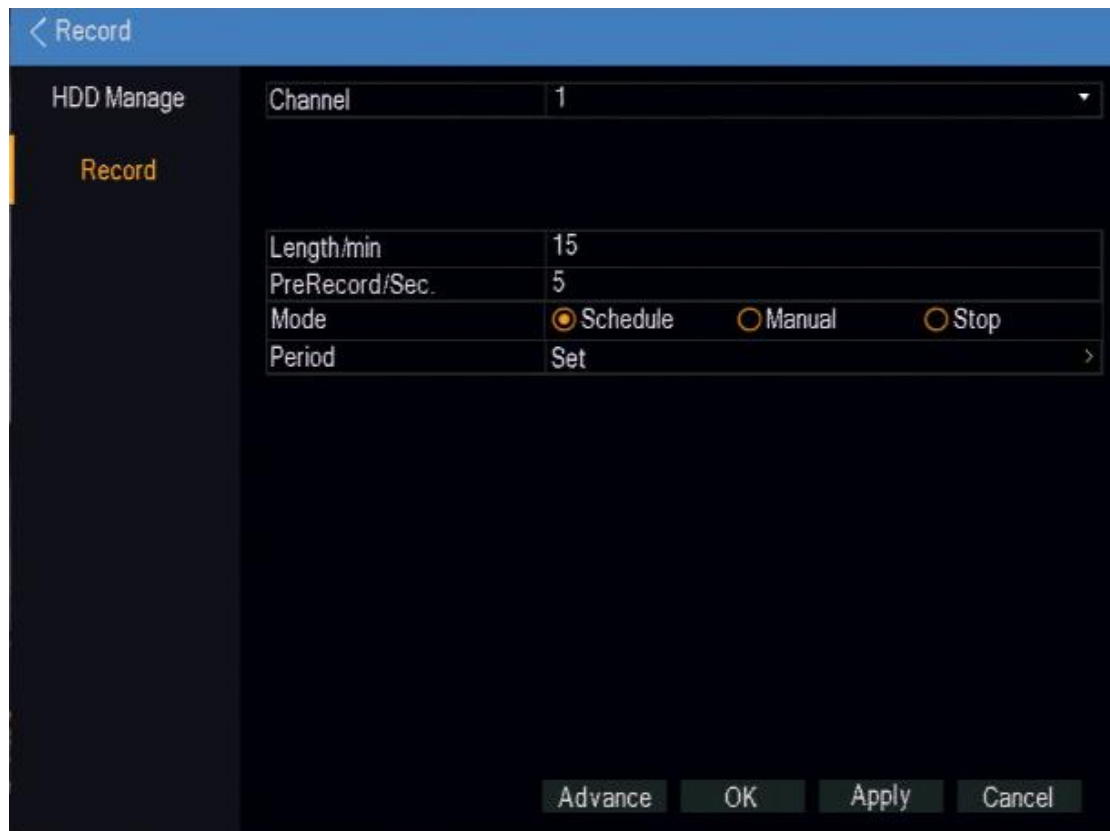 < Record
HDD Manage
Record
Channel 1
Length/min 15
PreRecord/Sec. 5
Mode Schedule Manual Stop
Period Set >
Advance OK Apply Cancel